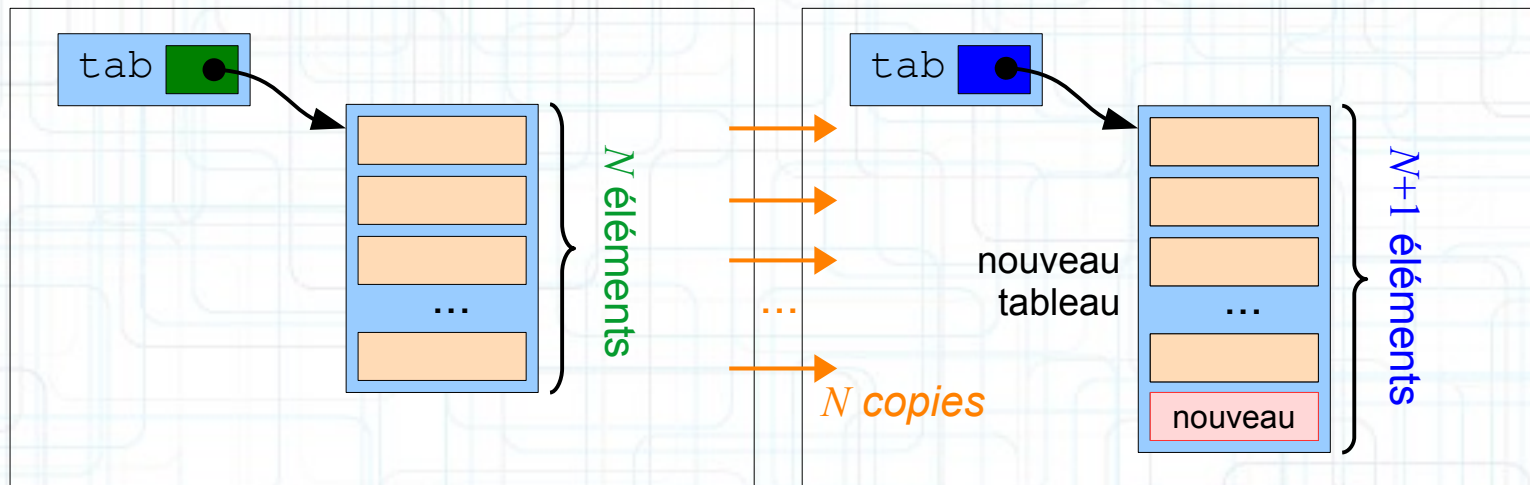 tab
N éléments
...
...
N copies
tab
nouveau
tableau
...
nouveau
N+1 éléments